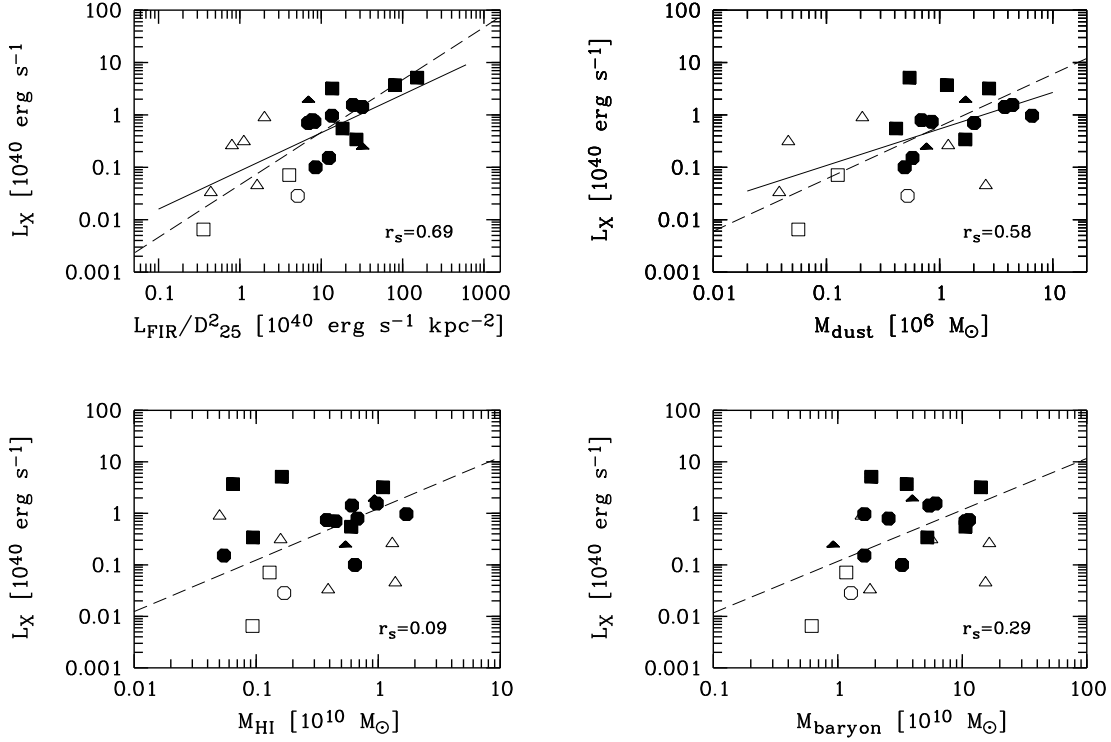 100
10
1
0.1
0.01
0.001
L_X [10^40 erg s^-1]
r_s=0.69
0.1 1 10 100 1000
L_FIR/D^2_25 [10^40 erg s^-1 kpc^-2]
100
10
1
0.1
0.01
0.001
L_X [10^40 erg s^-1]
r_s=0.58
0.01 0.1 1 10
M_dust [10^6 M_⊙]
100
10
1
0.1
0.01
0.001
L_X [10^40 erg s^-1]
r_s=0.09
0.01 0.1 1 10
M_HI [10^10 M_⊙]
100
10
1
0.1
0.01
0.001
L_X [10^40 erg s^-1]
r_s=0.29
0.1 1 10 100
M_baryon [10^10 M_⊙]